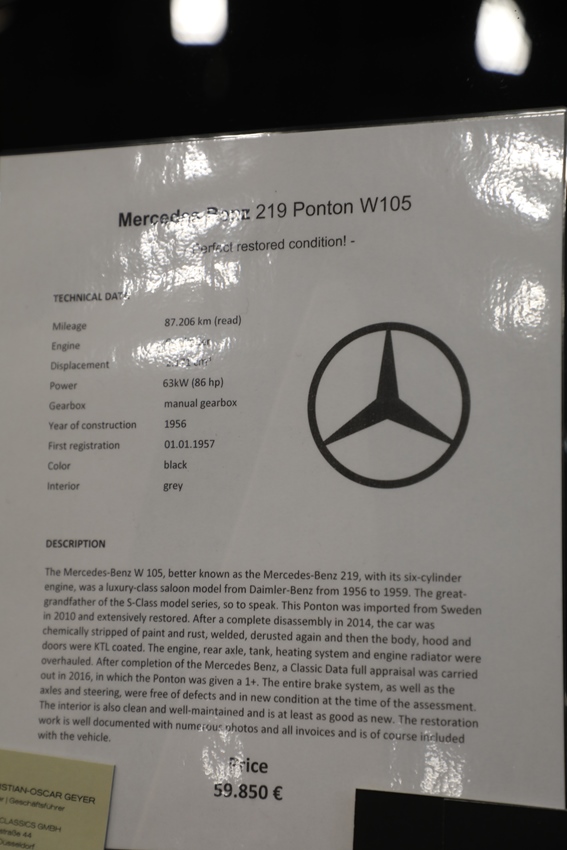 Mercedes-Benz 219 Ponton W105
Perfect restored condition! -
TECHNICAL DATA
Mileage 87.206 km (read)
Engine
Displacement
Power 63kW (86 hp)
Gearbox manual gearbox
Year of construction 1956
First registration 01.01.1957
Color black
Interior grey
DESCRIPTION
The Mercedes-Benz W 105, better known as the Mercedes-Benz 219, with its six-cylinder
engine, was a luxury-class saloon model from Daimler-Benz from 1956 to 1959. The great-
grandfather of the S-Class model series, so to speak. This Ponton was imported from Sweden
in 2010 and extensively restored. After a complete disassembly in 2014, the car was
chemically stripped of paint and rust, welded, derusted again and then the body, hood and
doors were KTL coated. The engine, rear axle, tank, heating system and engine radiator were
overhauled. After completion of the Mercedes Benz, a Classic Data full appraisal was carried
out in 2016, in which the Ponton was given a 1+. The entire brake system, as well as the
axles and steering, were free of defects and in new condition at the time of the assessment.
The interior is also clean and well-maintained and is at least as good as new. The restoration
work is well documented with numerous photos and all invoices and is of course included
with the vehicle.
Price
59.850 €
STIAN-OSCAR GEYER
r | Geschäftsführer
CLASSICS GMBH
straße 44
Düsseldorf